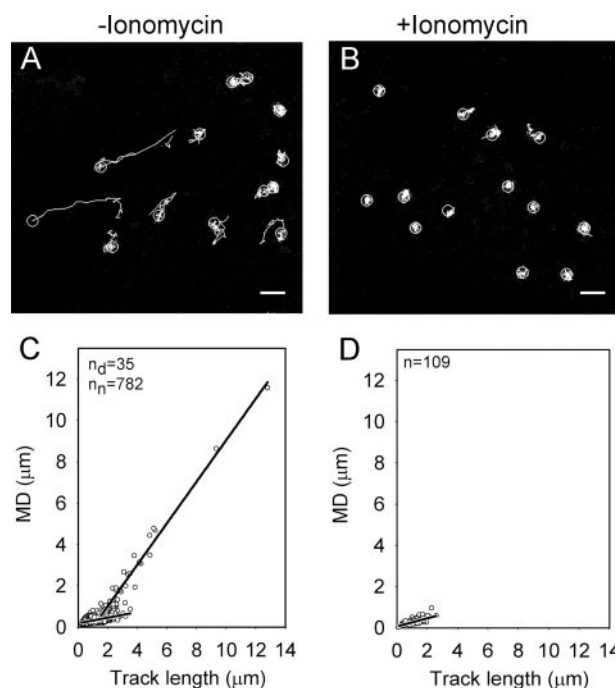 -Ionomycin +Ionomycin
A B
C D
n_d=35
n_n=782
n=109
MD (μm)
12
10
8
6
4
2
0
0 2 4 6 8 10 12 14
Track length (μm)
MD (μm)
12
10
8
6
4
2
0
0 2 4 6 8 10 12 14
Track length (μm)